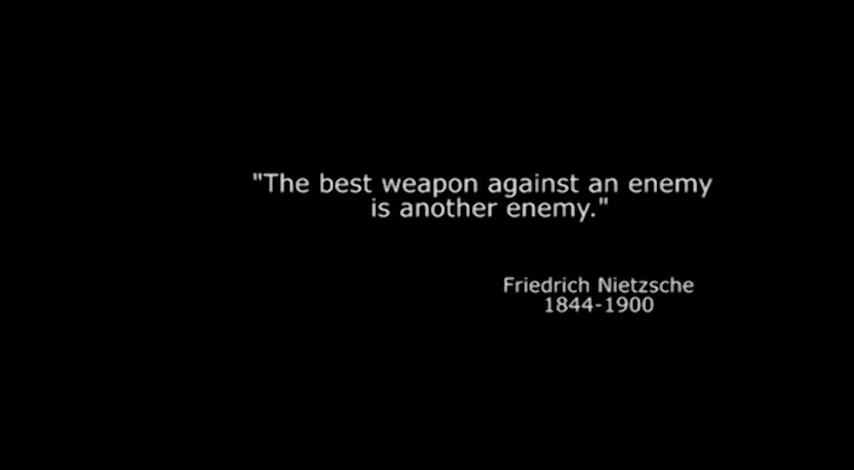 "The best weapon against an enemy
is another enemy."
Friedrich Nietzsche
1844-1900